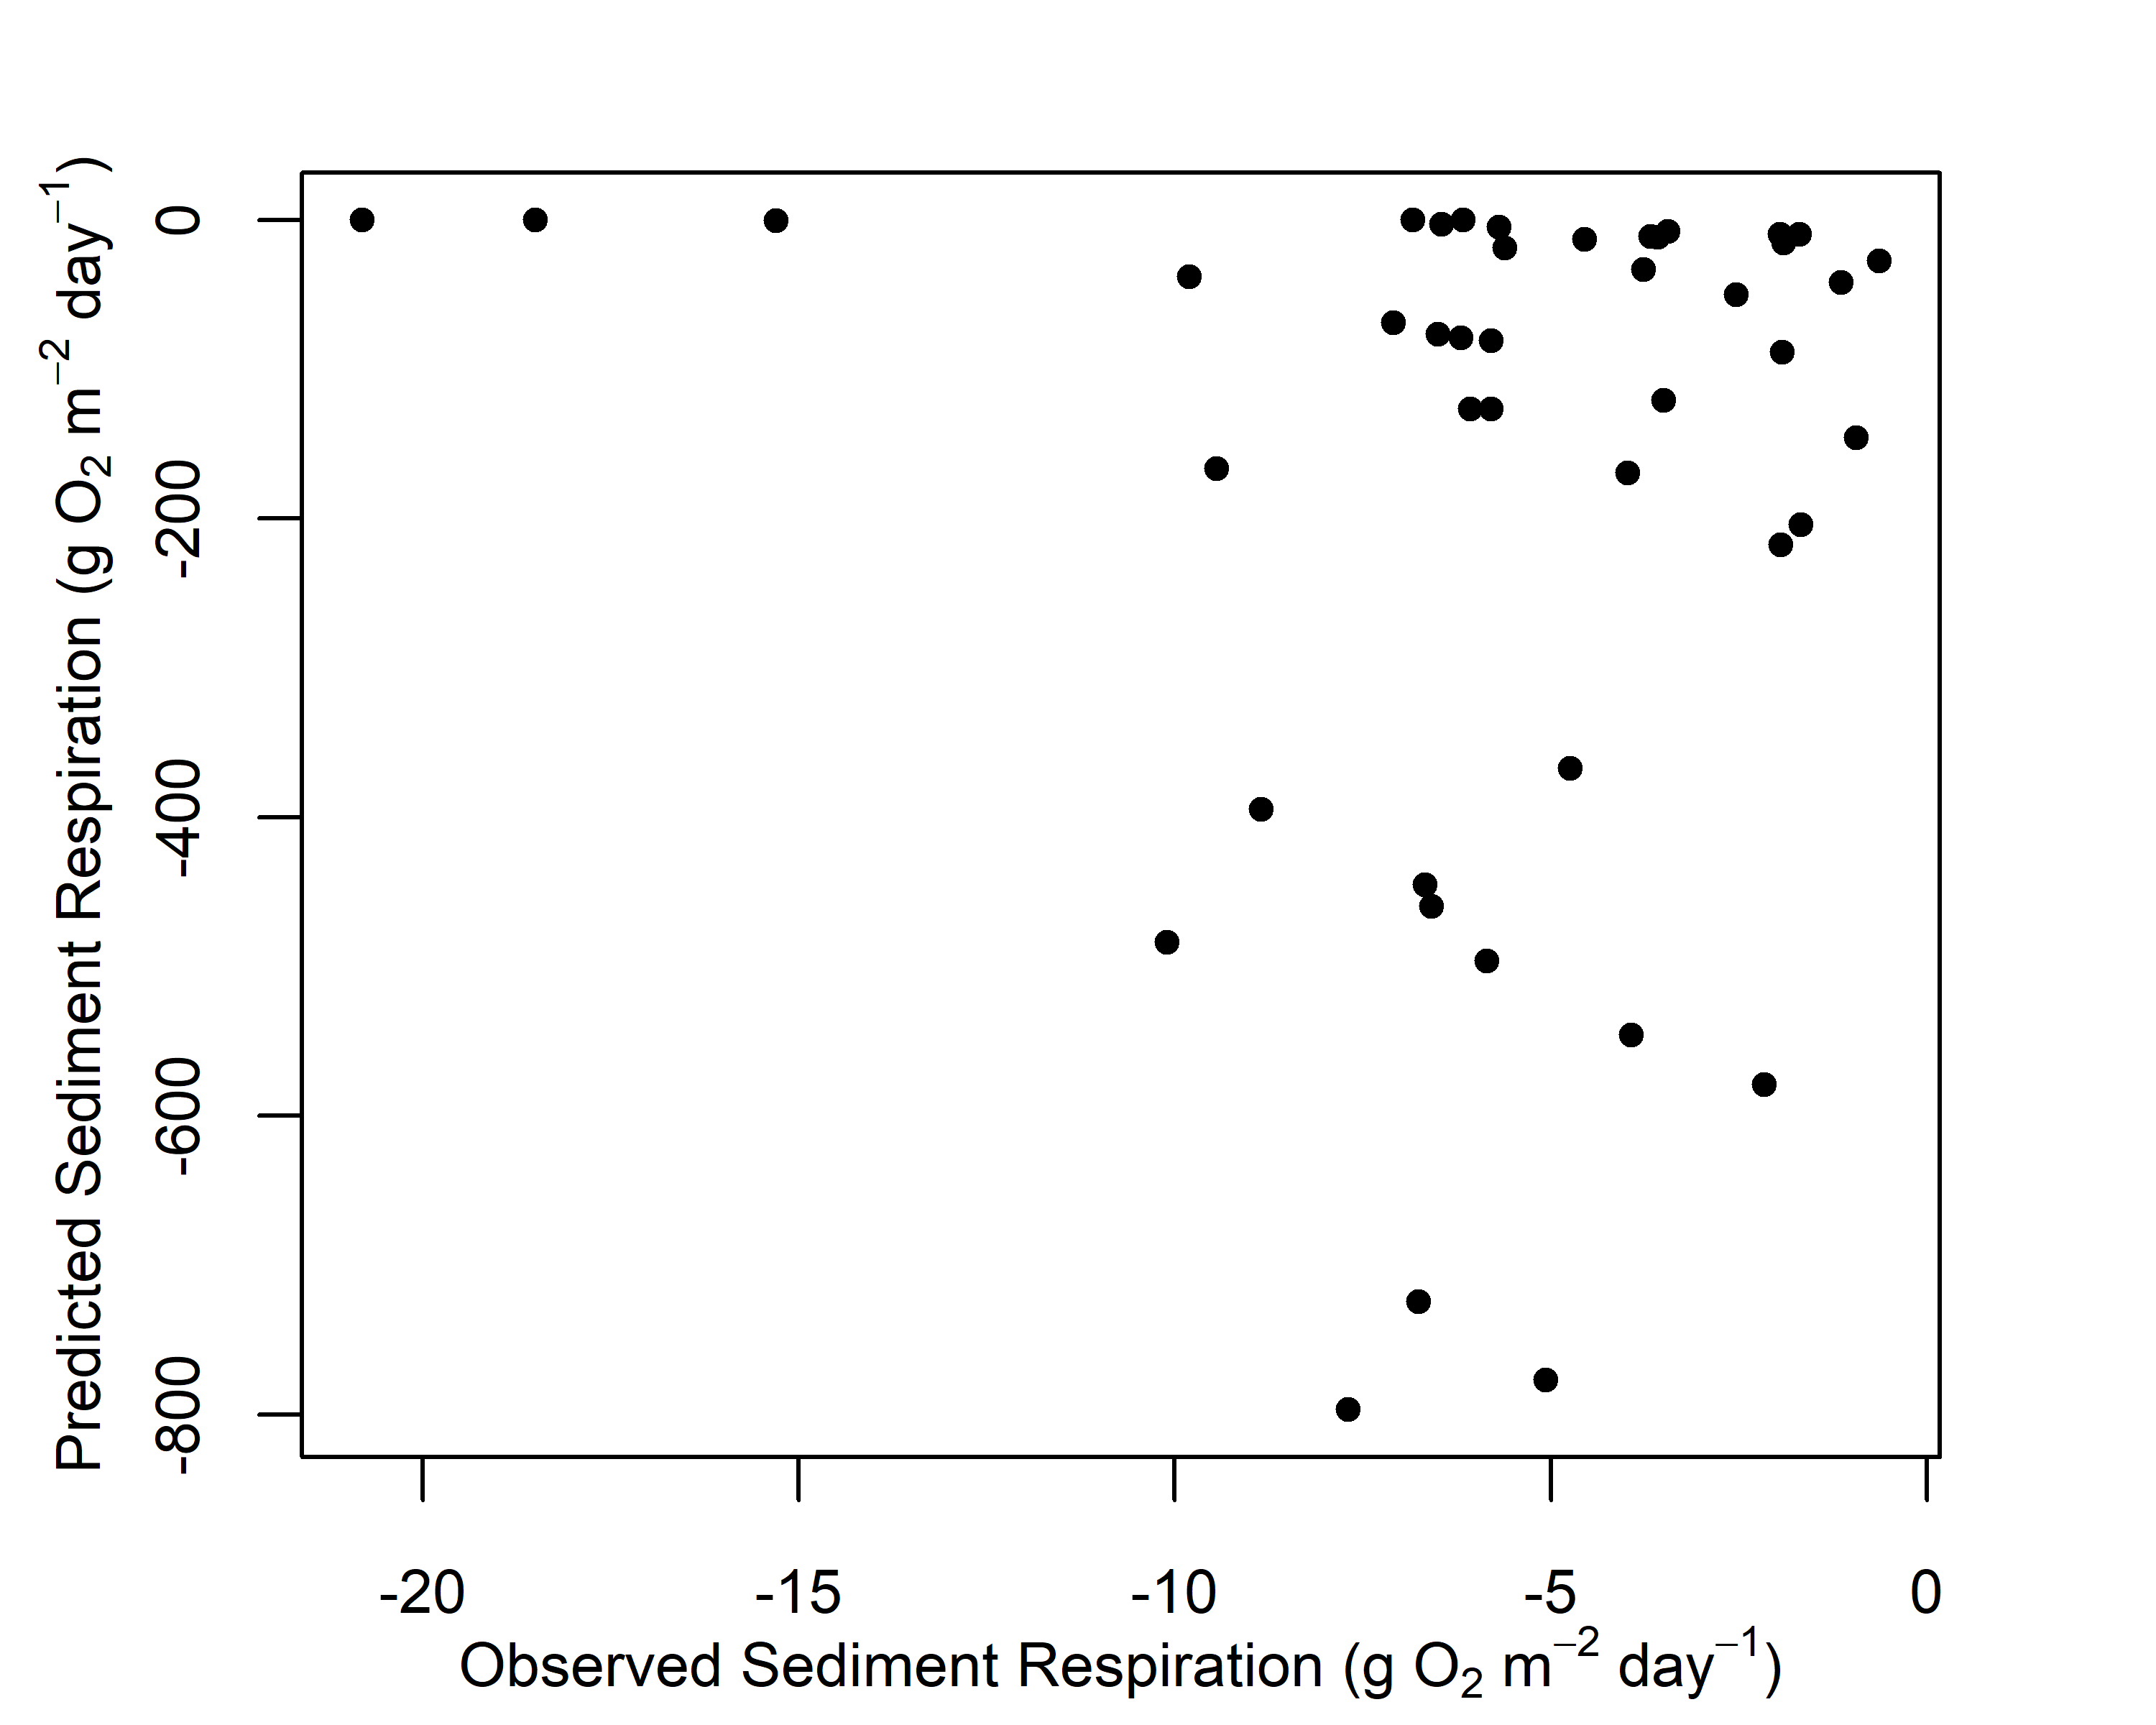 Predicted Sediment Respiration (g O₂ m⁻² day⁻¹)
0
-200
-400
-600
-800
-20 -15 -10 -5 0
Observed Sediment Respiration (g O₂ m⁻² day⁻¹)